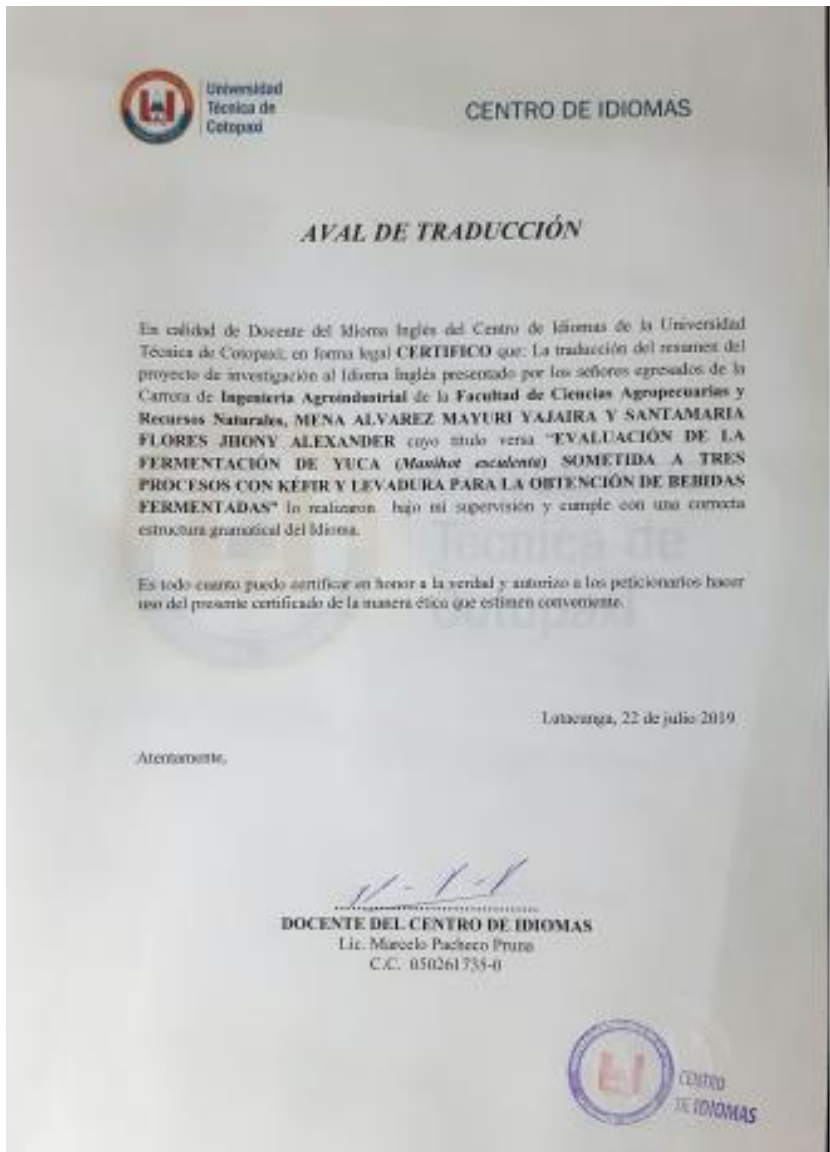 Universidad
Técnica de
Cotopaxi
CENTRO DE IDIOMAS
AVAL DE TRADUCCIÓN
En calidad de Docente del Idioma Inglés del Centro de Idiomas de la Universidad
Técnica de Cotopaxi; en forma legal CERTIFICO que: La traducción del resumen del
proyecto de investigación al Idioma Inglés presentado por los señores egresados de la
Carrera de Ingeniería Agroindustrial de la Facultad de Ciencias Agropecuarias y
Recursos Naturales, MENA ALVAREZ MAYURI YAJAIRA Y SANTAMARIA
FLORES JHONY ALEXANDER cuyo título versa "EVALUACIÓN DE LA
FERMENTACIÓN DE YUCA (Manihot esculenta) SOMETIDA A TRES
PROCESOS CON KÉFIR Y LEVADURA PARA LA OBTENCIÓN DE BEBIDAS
FERMENTADAS" lo realizaron bajo mi supervisión y cumple con una correcta
estructura gramatical del Idioma.
Técnica de
Es todo cuanto puedo certificar en honor a la verdad y autorizo a los peticionarios hacer
uso del presente certificado de la manera ética que estimen conveniente.
Cotopaxi
Latacunga, 22 de julio 2019
Atentamente,
DOCENTE DEL CENTRO DE IDIOMAS
Lic. Marcelo Pacheco Pruna
C.C. 050261735-0
CENTRO
DE IDIOMAS